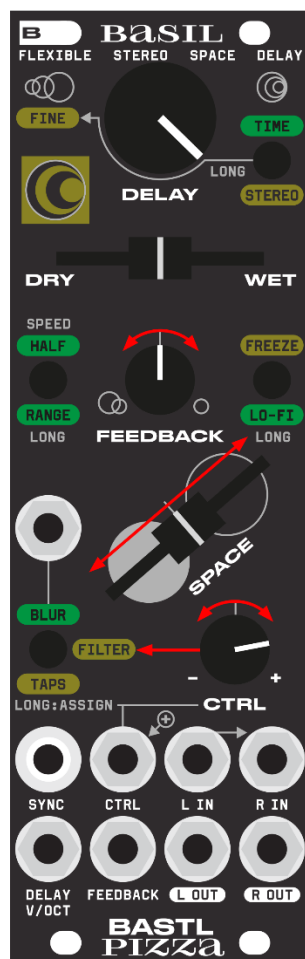 B BASIL
FLEXIBLE STEREO SPACE DELAY
FINE TIME
LONG
DELAY STEREO
DRY WET
SPEED
HALF FREEZE
RANGE LO-FI
LONG FEEDBACK LONG
SPACE
BLUR
FILTER
TAPS - +
LONG:ASSIGN CTRL
SYNC CTRL L IN R IN
DELAY V/OCT FEEDBACK L OUT R OUT
BASTL
PIZZA